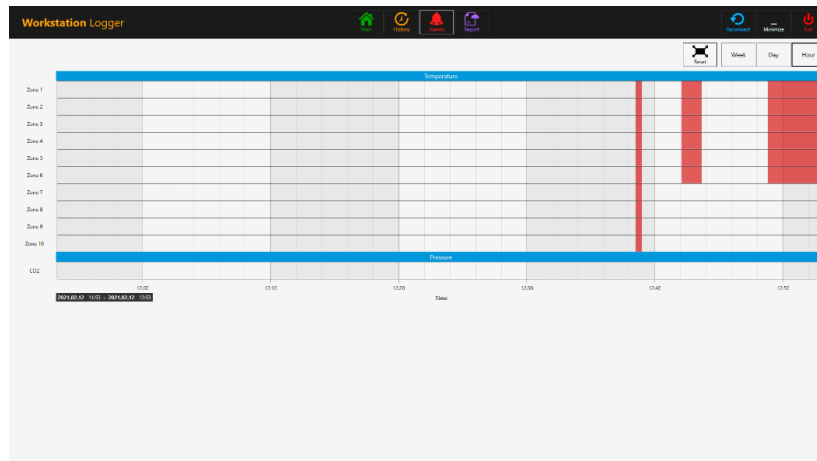 Workstation Logger
Main History Alarms Report Reconnect Minimize Exit
Reset Week Day Hour
Temperature
Zone 1
Zone 2
Zone 3
Zone 4
Zone 5
Zone 6
Zone 7
Zone 8
Zone 9
Zone 10
Pressure
CO2
12:00 12:10 12:20 12:30 12:40 12:50
2021.02.12 11:53 - 2021.02.12 12:53
Time